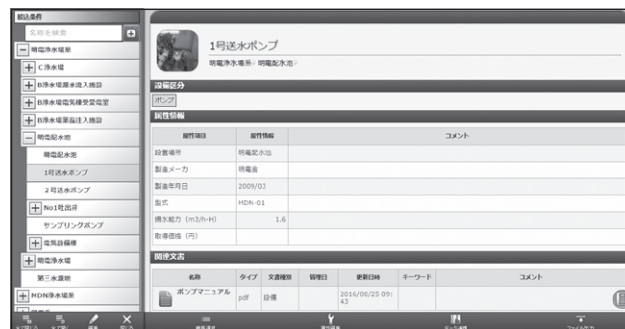 絞込条件
名称を検索
明電浄水場系
C浄水場
B浄水場源水流入施設
B浄水場電気棟受変電室
B浄水場薬品注入施設
明電配水池
明電配水池
1号送水ポンプ
2号送水ポンプ
No1吐出弁
サンプリングポンプ
電気設備棟
明電浄水場
第三水源地
MDN浄水場系
1号送水ポンプ
明電浄水場系 明電配水池
設備区分
ポンプ
属性情報
属性項目 属性情報 コメント
設置場所 明電配水池
製造メーカ 明電舎
製造年月日 2009/03
型式 MDN-01
揚水能力 (m3/h-H) 1.6
取得価格 (円)
関連文書
名称 タイプ 文書種別 管理日 更新日時 キーワード コメント
ポンプマニュアル pdf 設備 2016/06/25 09:43